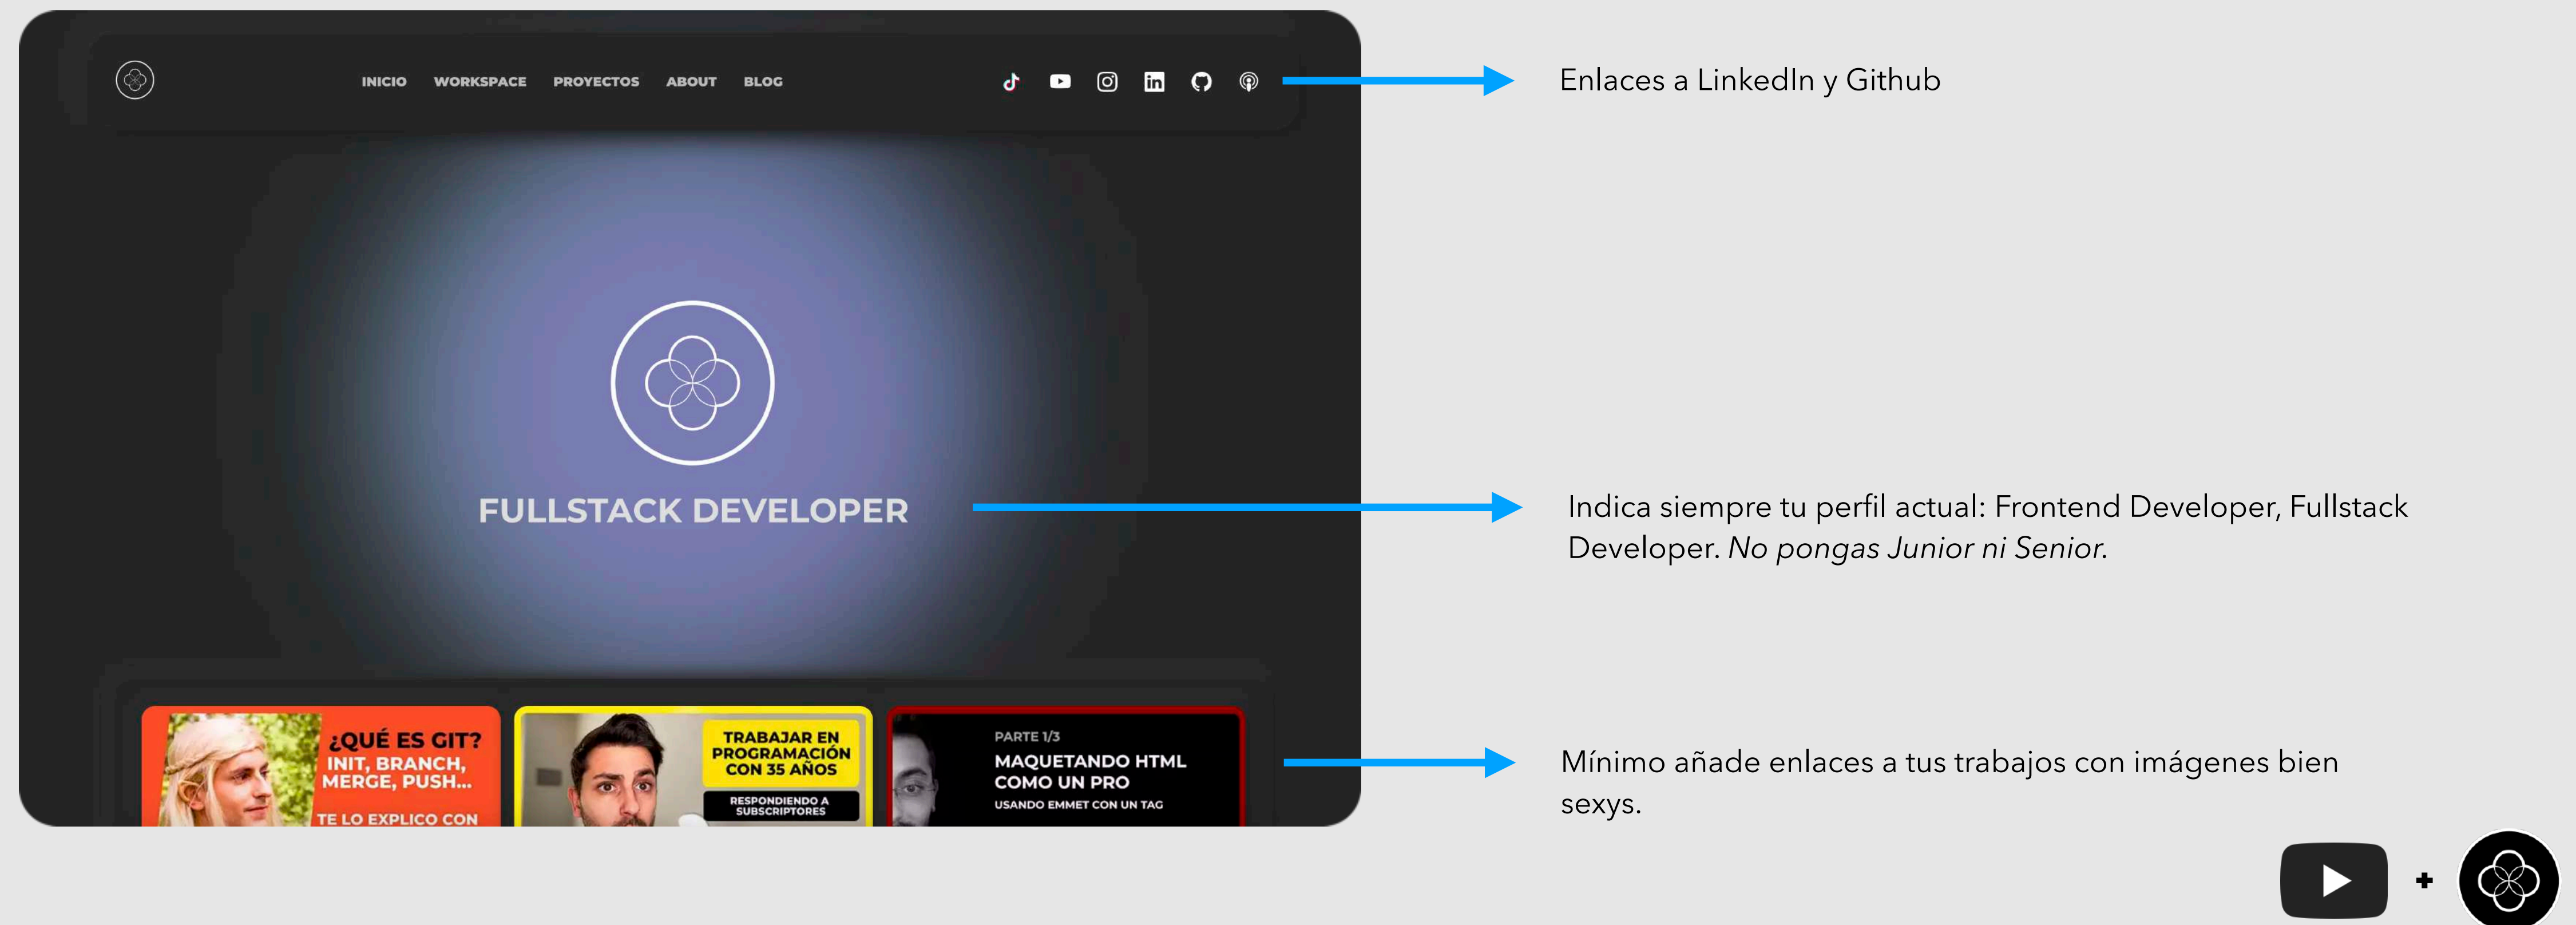 INICIO WORKSPACE PROYECTOS ABOUT BLOG
Enlaces a LinkedIn y Github
FULLSTACK DEVELOPER
Indica siempre tu perfil actual: Frontend Developer, Fullstack
Developer. No pongas Junior ni Senior.
¿QUÉ ES GIT?
INIT, BRANCH,
MERGE, PUSH...
TE LO EXPLICO CON
TRABAJAR EN
PROGRAMACIÓN
CON 35 AÑOS
RESPONDIENDO A
SUBSCRIPTORES
PARTE 1/3
MAQUETANDO HTML
COMO UN PRO
USANDO EMMET CON UN TAG
Mínimo añade enlaces a tus trabajos con imágenes bien
sexys.
+